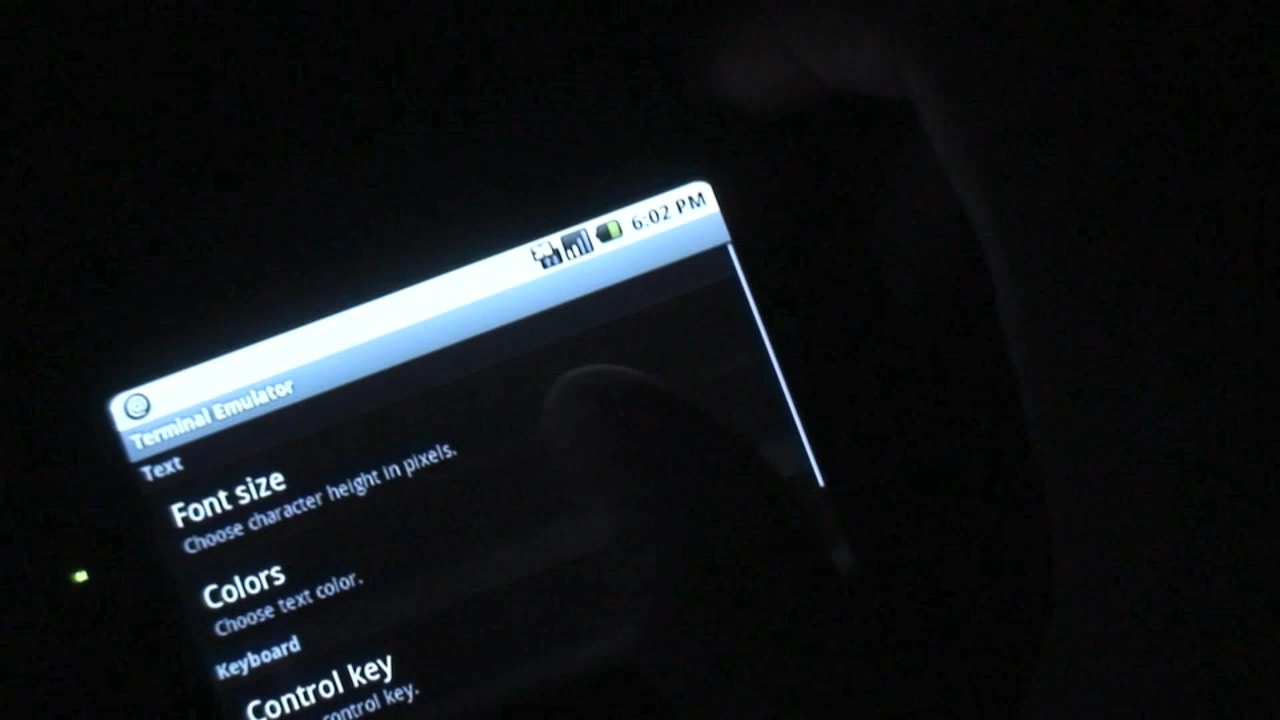 6:02 PM
Terminal Emulator
Text
Font size
Choose character height in pixels.
Colors
Choose text color.
Keyboard
Control key
control key.